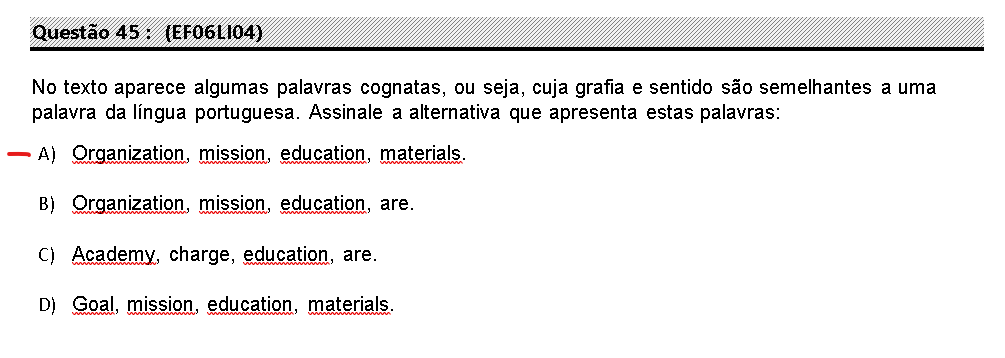 Questão 45 : (EF06LI04)
No texto aparece algumas palavras cognatas, ou seja, cuja grafia e sentido são semelhantes a uma
palavra da língua portuguesa. Assinale a alternativa que apresenta estas palavras:
A) Organization, mission, education, materials.
B) Organization, mission, education, are.
C) Academy, charge, education, are.
D) Goal, mission, education, materials.